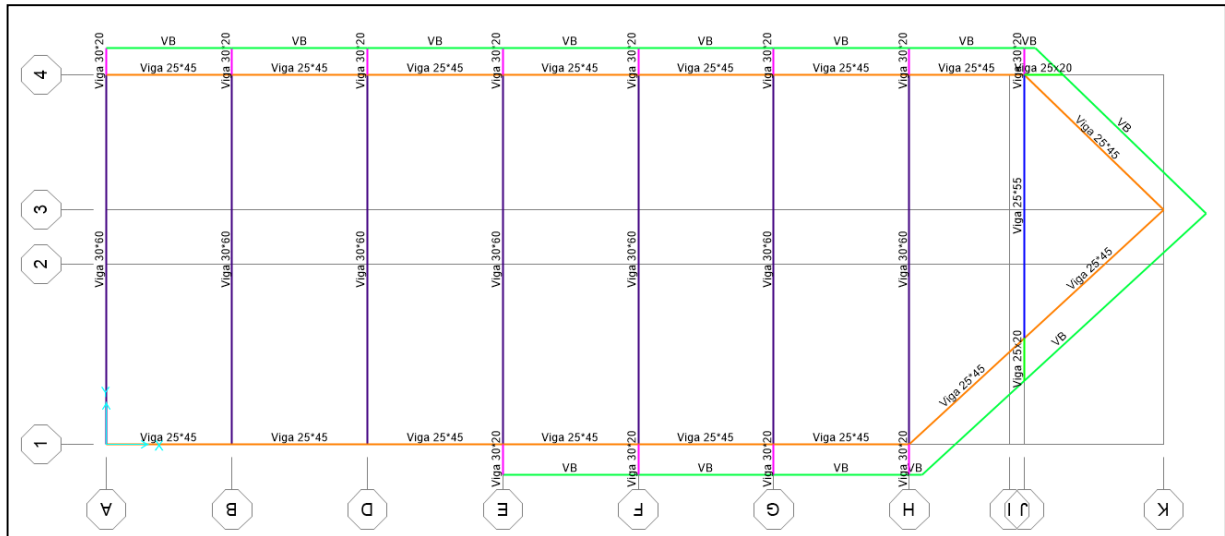 VB VB VB VB VB VB VB VB
Viga 30*20 Viga 30*20 Viga 30*20 Viga 30*20 Viga 30*20 Viga 30*20 Viga 30*20 Viga 30*20
4
Viga 25*45 Viga 25*45 Viga 25*45 Viga 25*45 Viga 25*45 Viga 25*45 Viga 25*45 Viga 25x20
VB
Viga 25*45
Viga 25*55
3
2
Viga 30*60 Viga 30*60 Viga 30*60 Viga 30*60 Viga 30*60 Viga 30*60 Viga 30*60
Viga 25*45
VB
Viga 25x20
Viga 25*45
Y
X
1
Viga 25*45 Viga 25*45 Viga 25*45 Viga 25*45 Viga 25*45 Viga 25*45
Viga 30*20 Viga 30*20 Viga 30*20 Viga 30*20
VB VB VB
A B D E F G H I J K